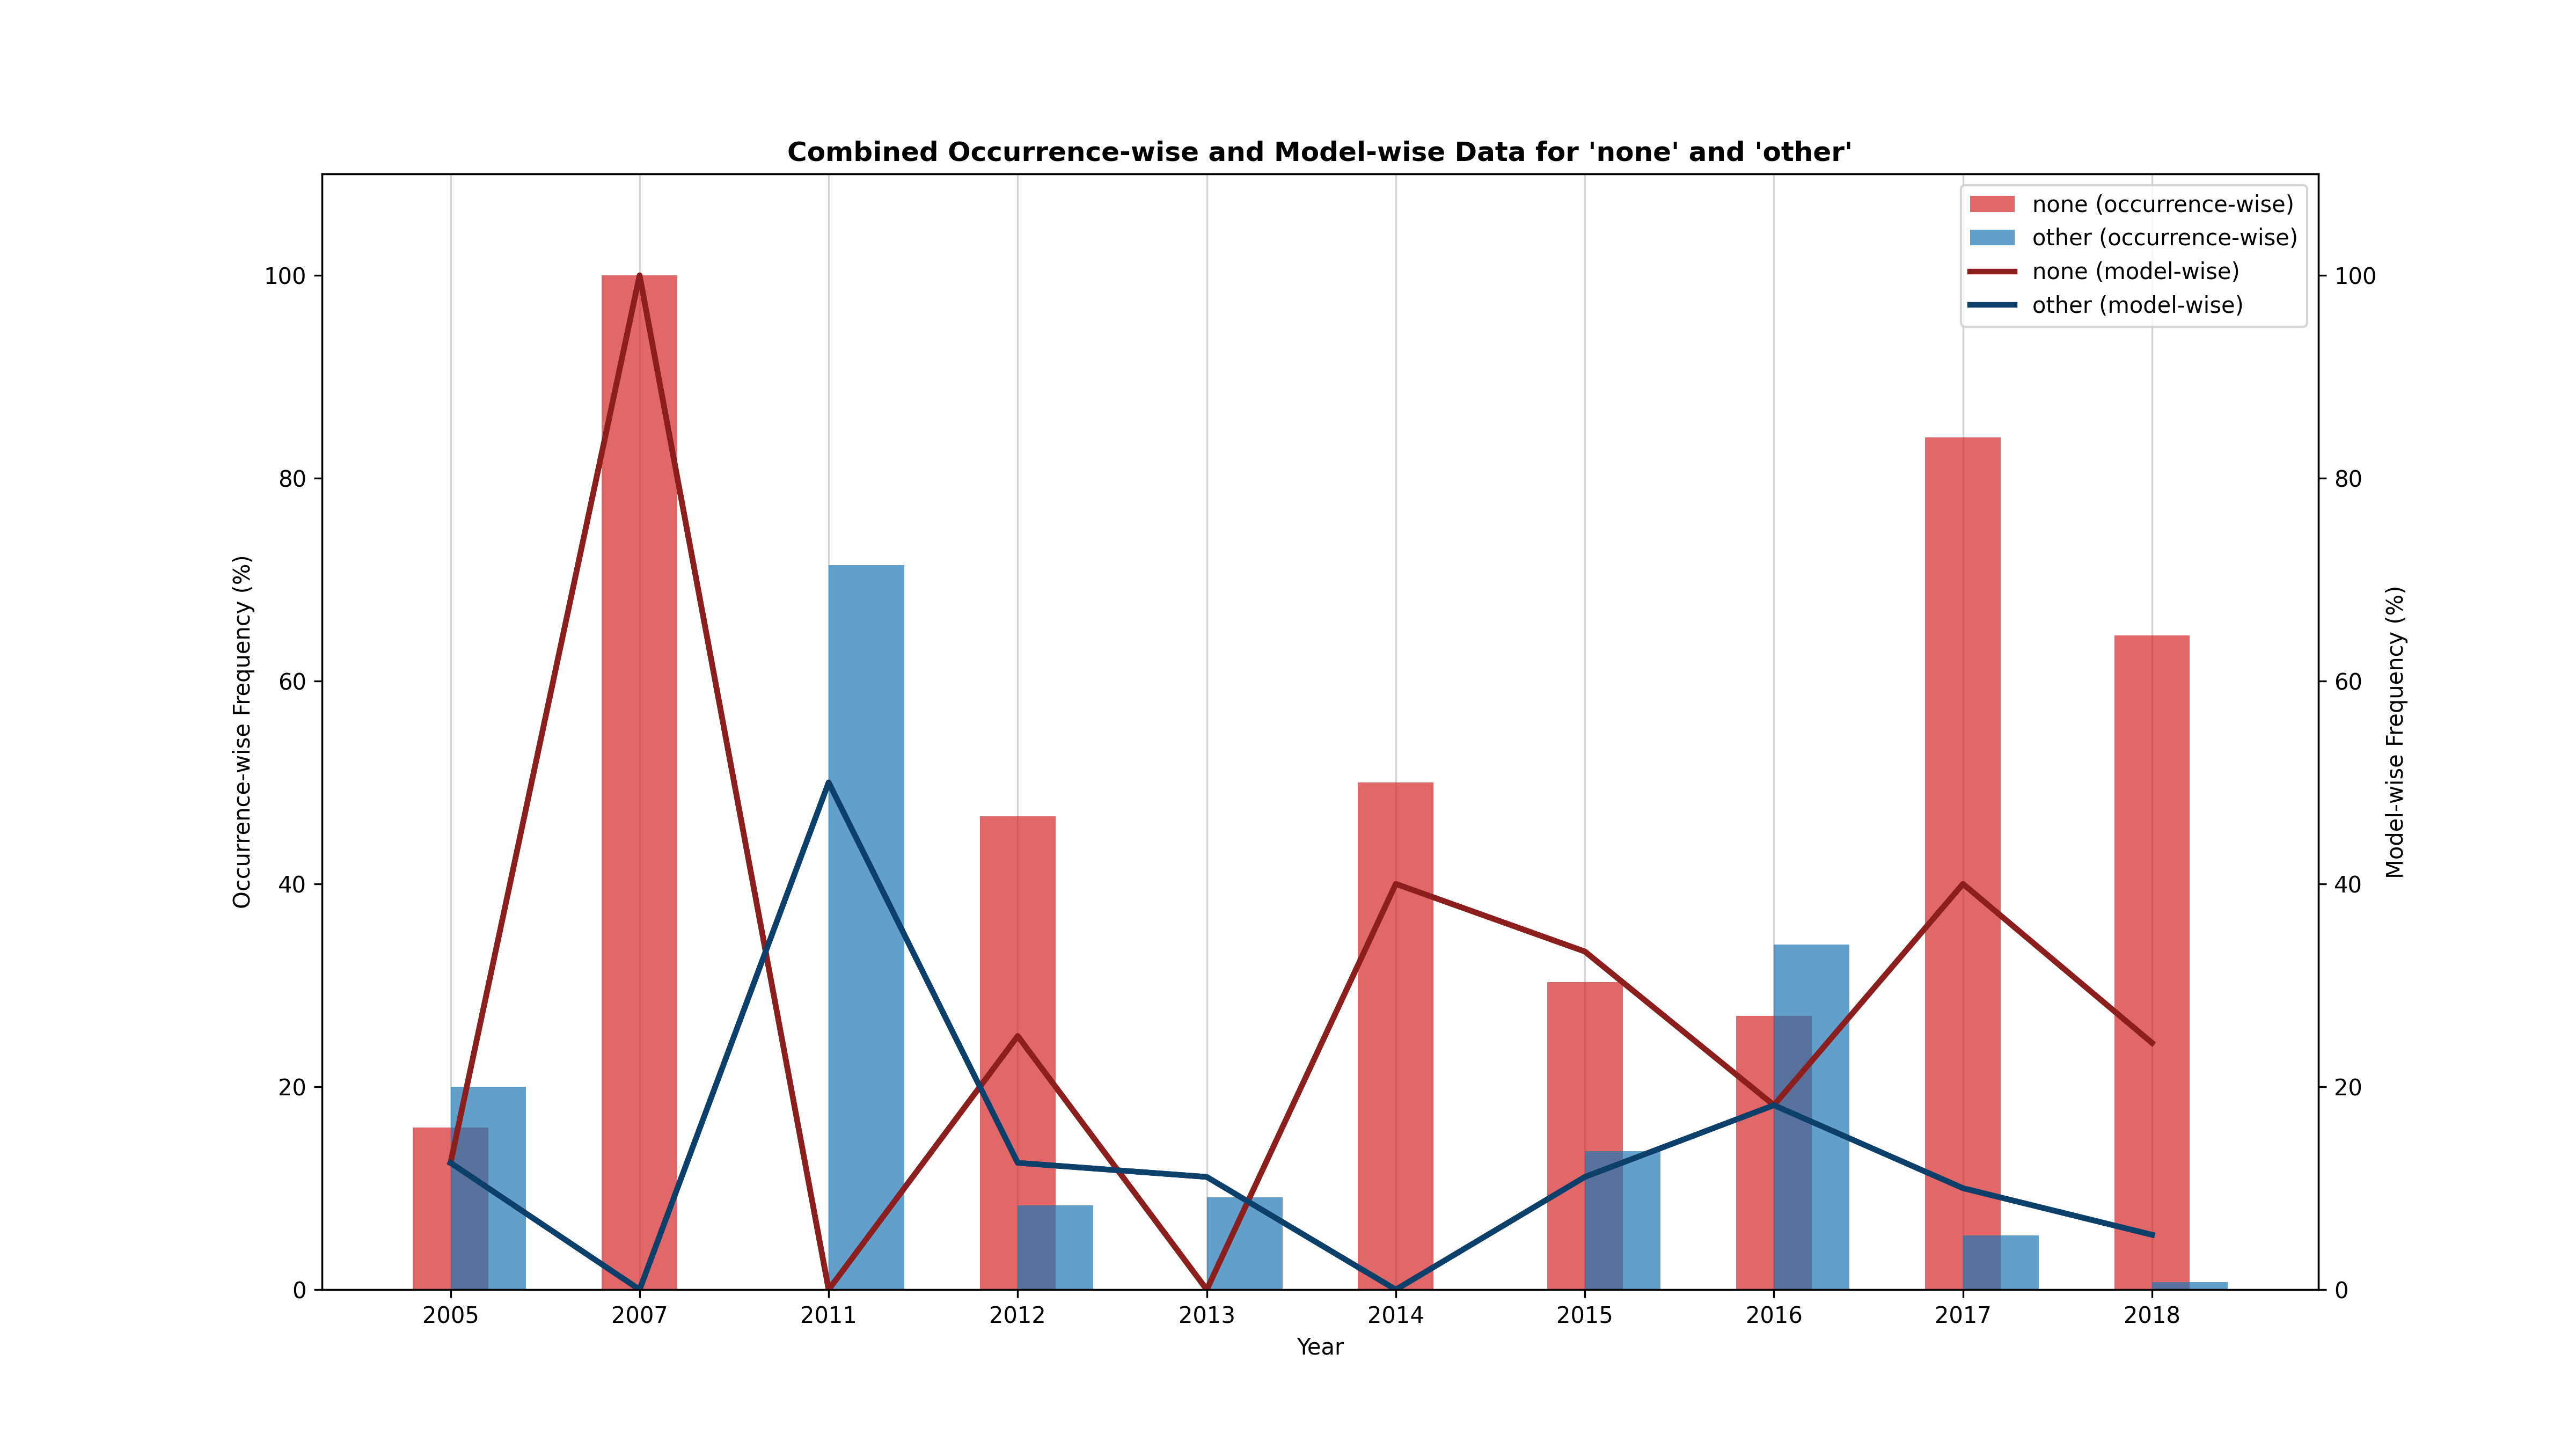 Combined Occurrence-wise and Model-wise Data for 'none' and 'other'
none (occurrence-wise)
other (occurrence-wise)
none (model-wise)
other (model-wise)
Occurrence-wise Frequency (%)
100
80
60
40
20
0
100
80
60
40
20
0
Model-wise Frequency (%)
2005 2007 2011 2012 2013 2014 2015 2016 2017 2018
Year